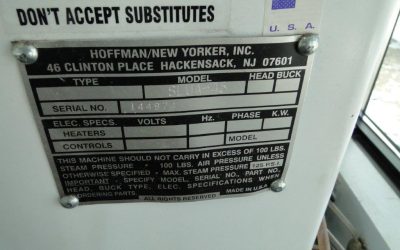 DON'T ACCEPT SUBSTITUTES
U. S. A.
HOFFMAN/NEW YORKER, INC.
46 CLINTON PLACE HACKENSACK, NJ 07601
TYPE MODEL HEAD BUCK
SERIAL NO.
ELEC. SPECS. VOLTS Hz. PHASE K.W.
HEATERS
CONTROLS MODEL
THIS MACHINE SHOULD NOT CARRY IN EXCESS OF 100 LBS.
STEAM PRESSURE - 100 LBS. AIR PRESSURE UNLESS
OTHERWISE SPECIFIED - MAX. STEAM PRESSURE 125 P.S.I.
IMPORTANT - SPECIFY MODEL, SERIAL NO., PART NO.,
HEAD, BUCK TYPE, ELEC. SPECIFICATIONS WHEN
REORDERING PARTS. MADE IN U.S.A.
ALL RIGHTS RESERVED